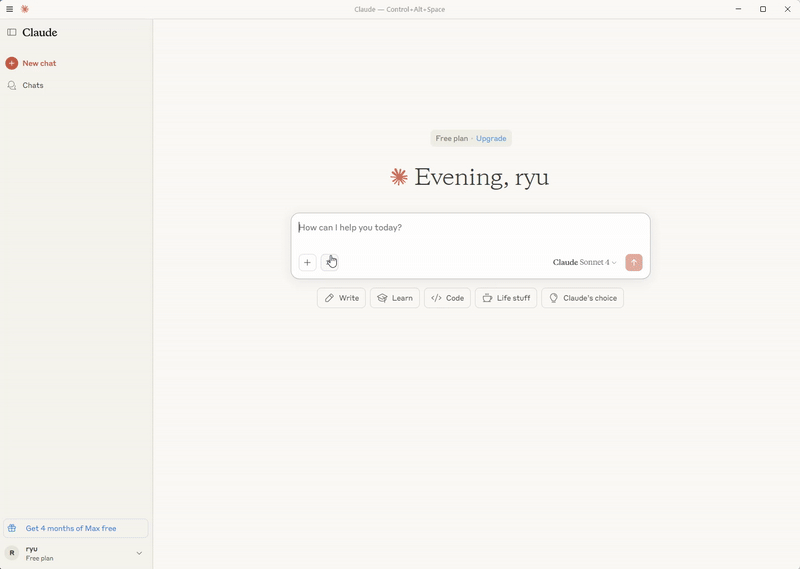 Claude — Control+Alt+Space
Claude
New chat
Chats
Free plan - Upgrade
Evening, ryu
How can I help you today?
Claude Sonnet 4
Write
Learn
Code
Life stuff
Claude's choice
Get 4 months of Max free
R
ryu
Free plan